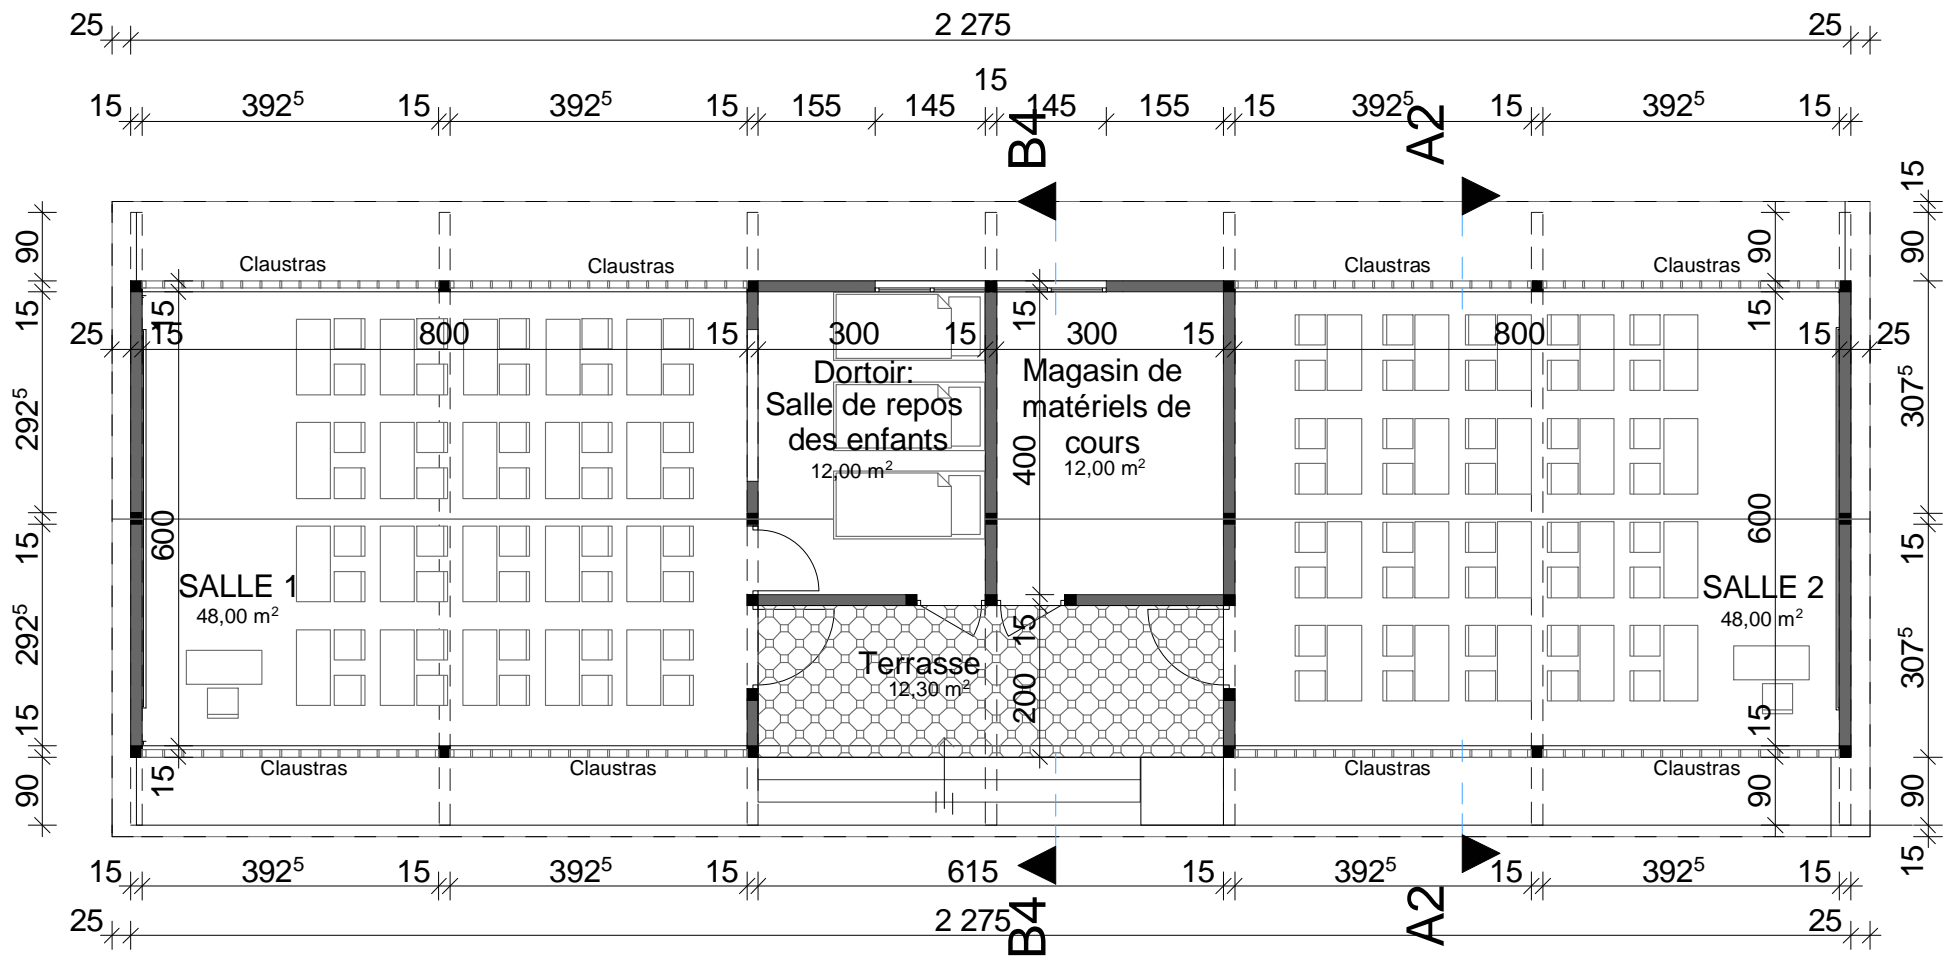 25 2 275 25
15
15 392⁵ 15 392⁵ 15 155 145 145 155 15 392⁵ 15 392⁵ 15
B4 A2
15
90 90 90
Claustras Claustras Claustras Claustras
15 15 15 15
25 15 800 15 300 15 300 15 800 15 25
Dortoir:
Salle de repos
des enfants
12,00 m²
Magasin de
matériels de
cours
12,00 m²
292⁵ 400 307⁵
15 600 600 15
SALLE 1
48,00 m²
SALLE 2
48,00 m²
292⁵ 15 307⁵
Terrasse
12,30 m²
200
15 15
Claustras Claustras Claustras Claustras
90 15 90 90
15
15 392⁵ 15 392⁵ 15 615 15 392⁵ 15 392⁵ 15
B4 A2
25 2 275 25